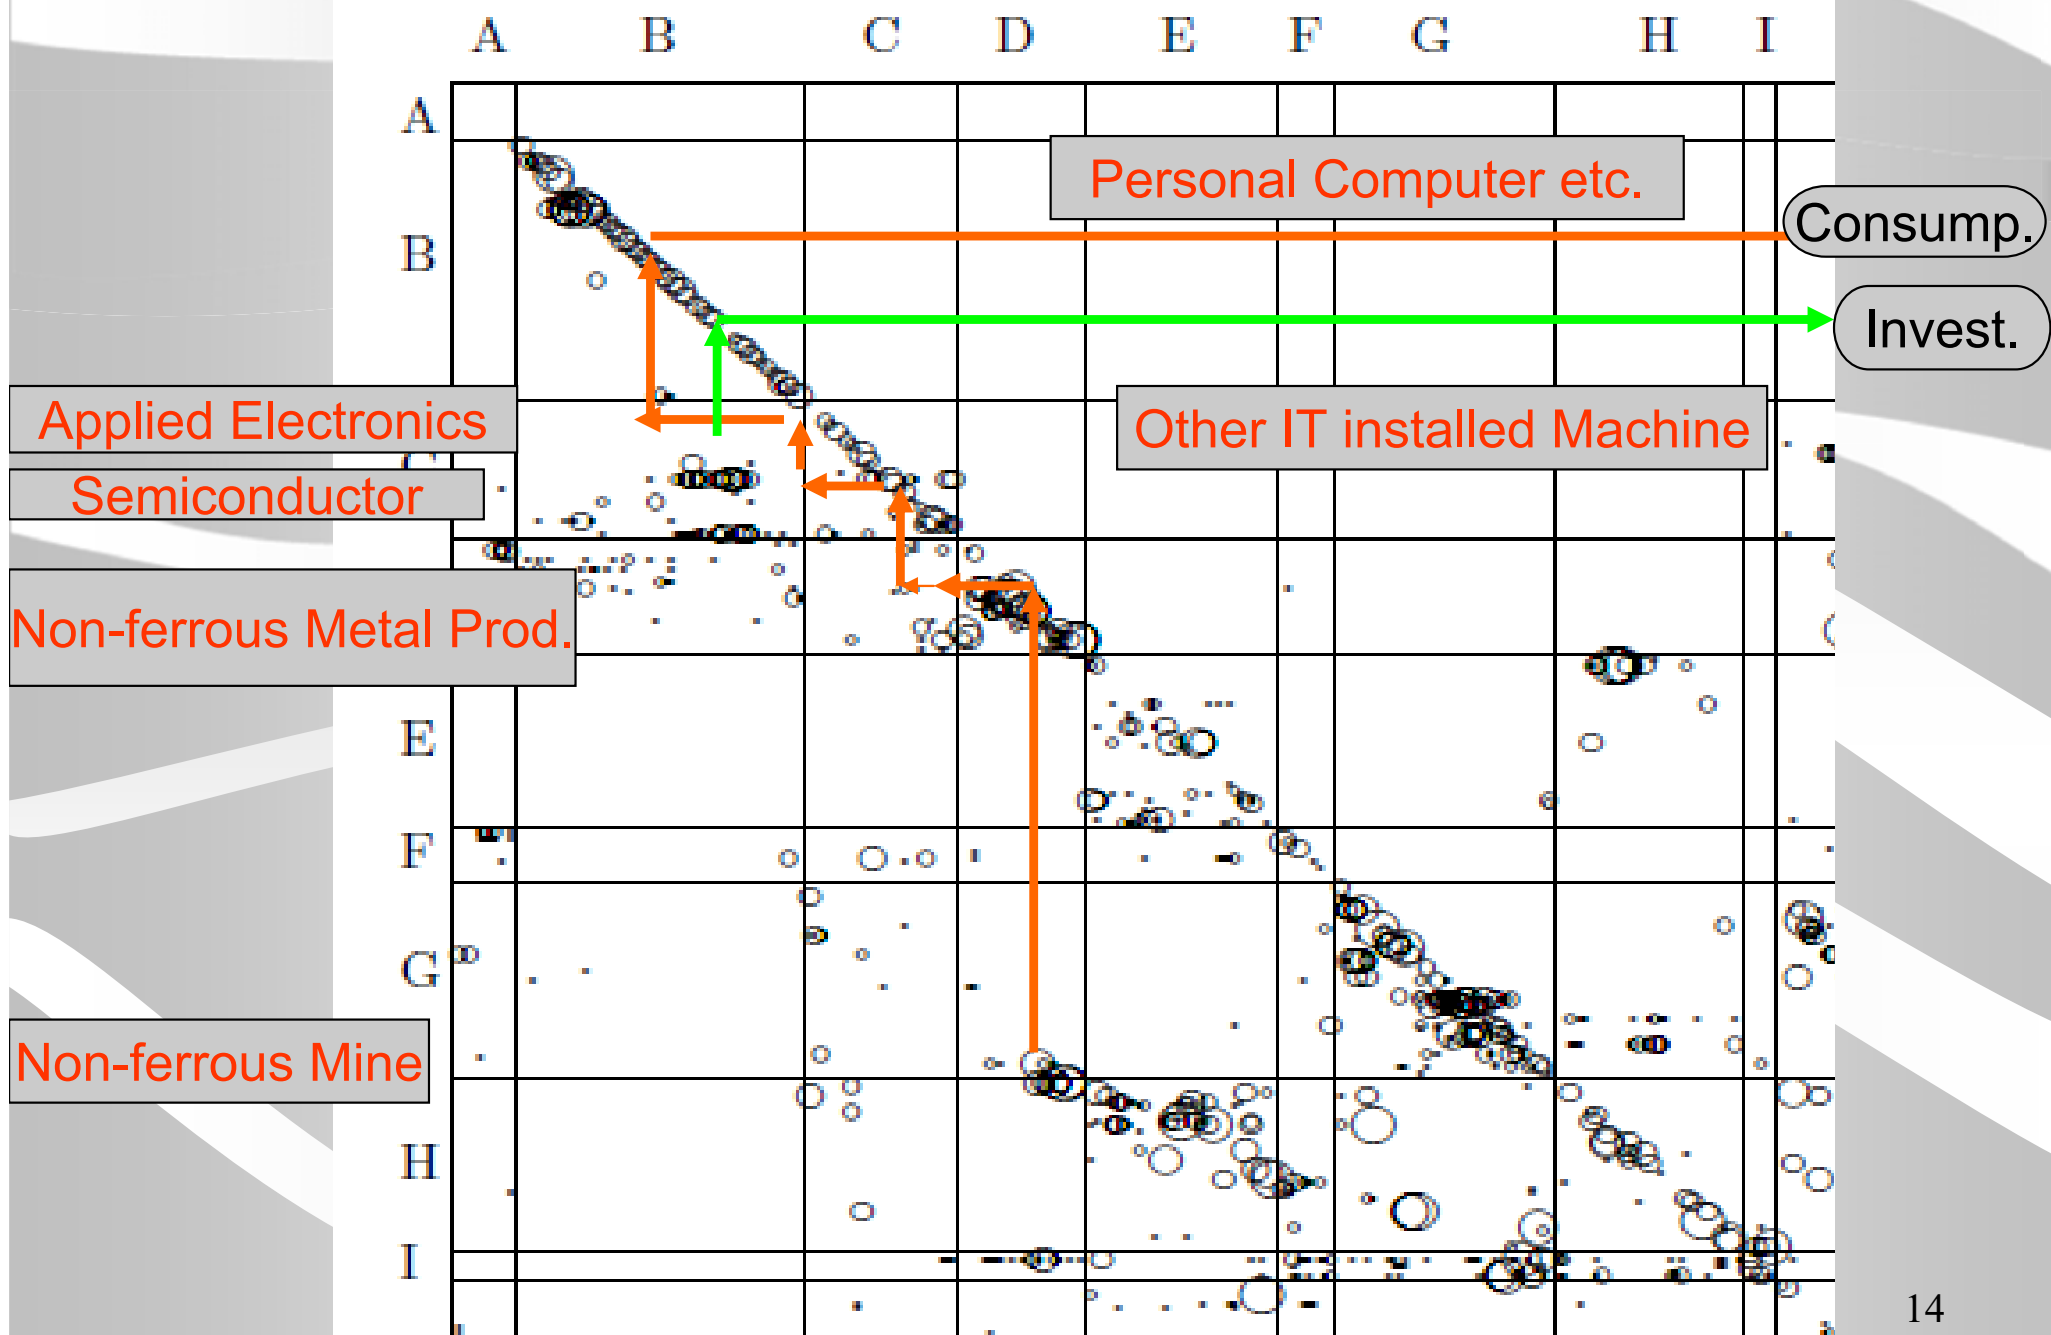 A B C D E F G H I
A
Personal Computer etc.
Consump.
B
Invest.
Applied Electronics
Other IT installed Machine
Semiconductor
Non-ferrous Metal Prod.
E
F
G
Non-ferrous Mine
H
I
14